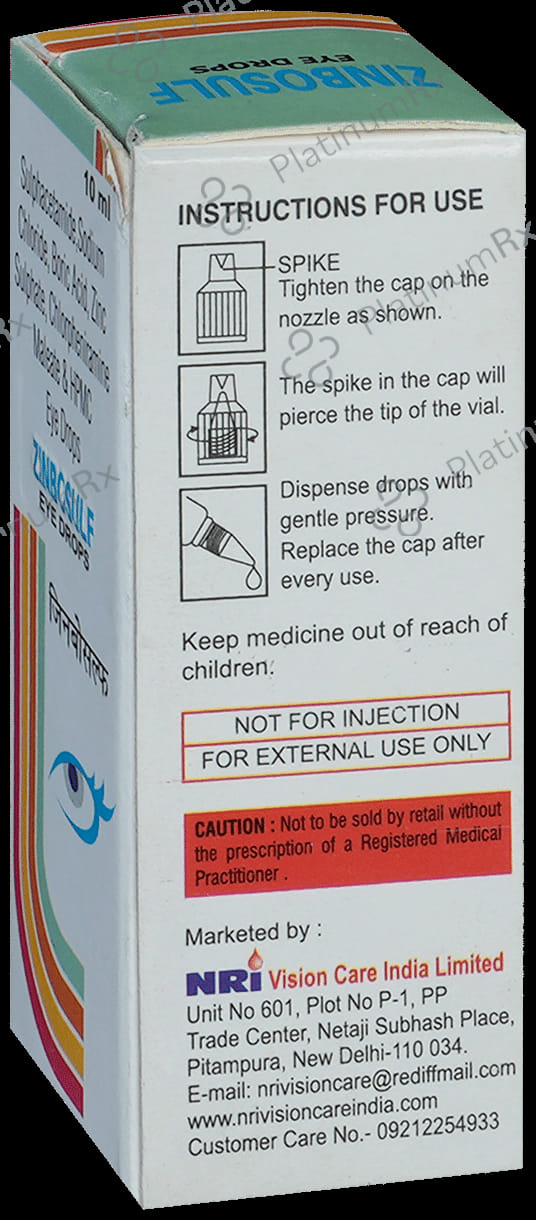 ZINBOSULF
EYE DROPS
10 ml
Sulphacetamide, Sodium
Chloride, Boric Acid, Zinc
Sulphate, Chlorpheniramine
Maleate & HPMC
Eye Drops
ZINBOSULF
EYE DROPS
जिनबोसल्फ
INSTRUCTIONS FOR USE
SPIKE
Tighten the cap on the
nozzle as shown.
The spike in the cap will
pierce the tip of the vial.
Dispense drops with
gentle pressure.
Replace the cap after
every use.
Keep medicine out of reach of
children.
NOT FOR INJECTION
FOR EXTERNAL USE ONLY
CAUTION : Not to be sold by retail without
the prescription of a Registered Medical
Practitioner .
Marketed by :
NRI Vision Care India Limited
Unit No 601, Plot No P-1, PP
Trade Center, Netaji Subhash Place,
Pitampura, New Delhi-110 034.
E-mail: nrivisioncare@rediffmail.com
www.nrivisioncareindia.com
Customer Care No.- 09212254933
PlatinumRx
PlatinumRx
PlatinumRx